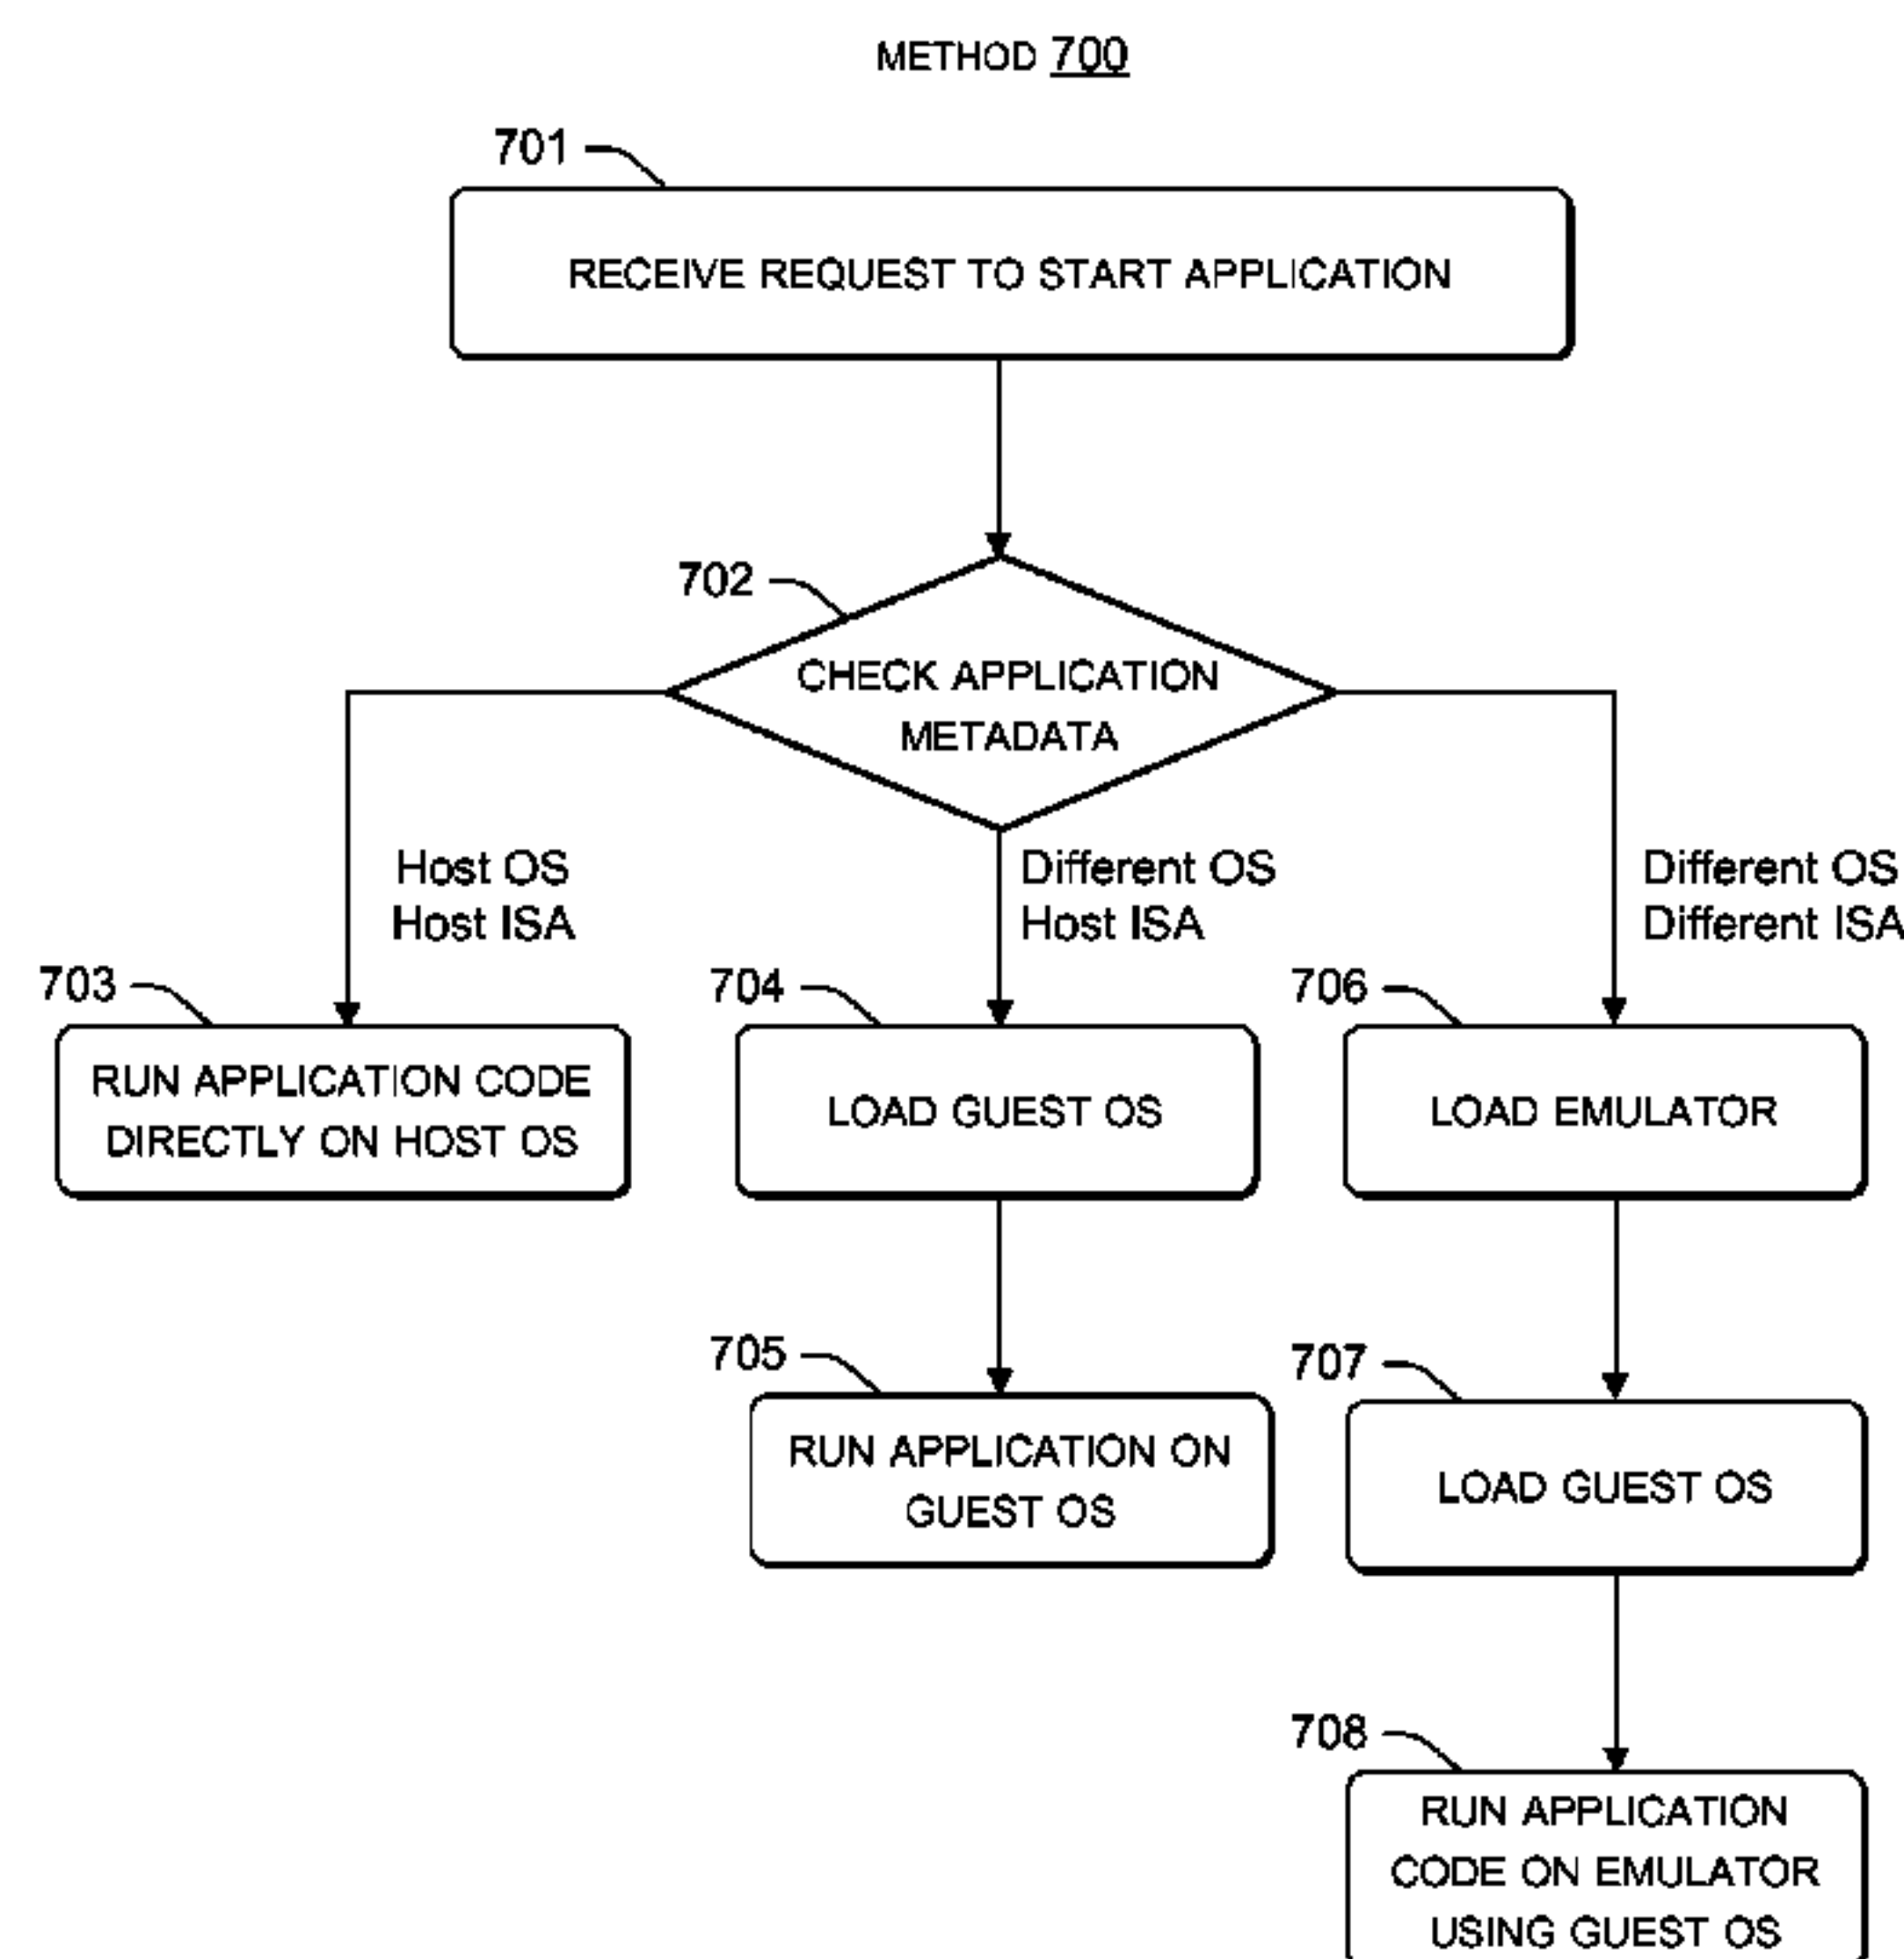 METHOD 700
701
RECEIVE REQUEST TO START APPLICATION
702
CHECK APPLICATION
METADATA
Host OS
Host ISA
Different OS
Host ISA
Different OS
Different ISA
703
RUN APPLICATION CODE
DIRECTLY ON HOST OS
704
LOAD GUEST OS
706
LOAD EMULATOR
705
RUN APPLICATION ON
GUEST OS
707
LOAD GUEST OS
708
RUN APPLICATION
CODE ON EMULATOR
USING GUEST OS